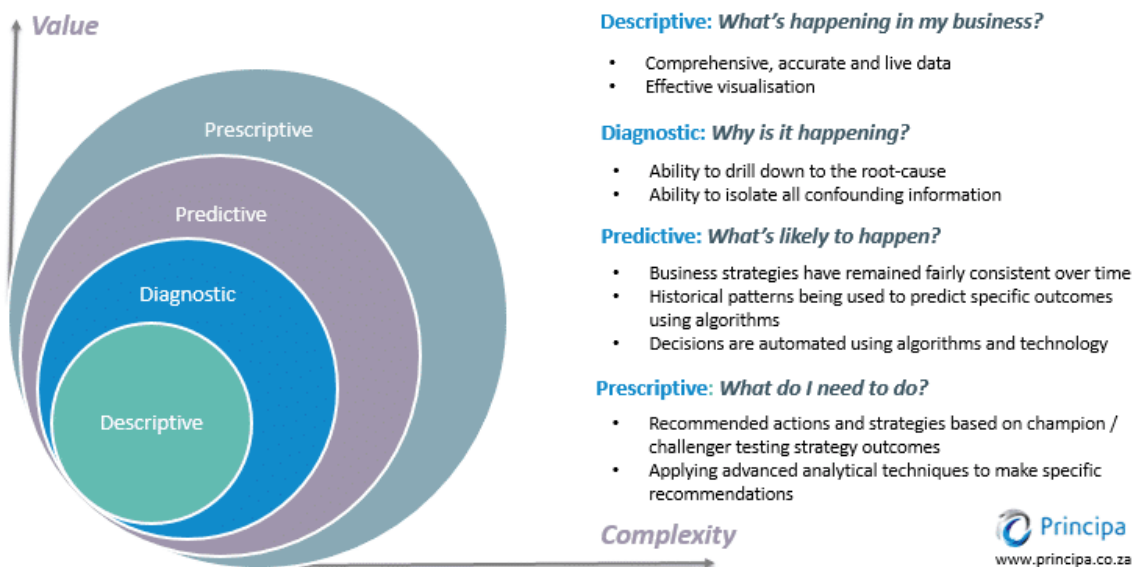 Value
Prescriptive
Predictive
Diagnostic
Descriptive
Descriptive: What's happening in my business?
• Comprehensive, accurate and live data
• Effective visualisation
Diagnostic: Why is it happening?
• Ability to drill down to the root-cause
• Ability to isolate all confounding information
Predictive: What's likely to happen?
• Business strategies have remained fairly consistent over time
• Historical patterns being used to predict specific outcomes
using algorithms
• Decisions are automated using algorithms and technology
Prescriptive: What do I need to do?
• Recommended actions and strategies based on champion /
challenger testing strategy outcomes
• Applying advanced analytical techniques to make specific
recommendations
Complexity
Principa
www.principa.co.za